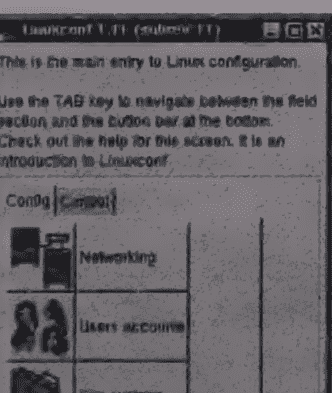 Linuxconf 1.11 (subrev 11)
This is the main entry to Linux configuration.
Use the TAB key to navigate between the field
section and the button bar at the bottom.
Check out the help for this screen. It is an
introduction to Linuxconf
Config
Control
Networking
Users accounts